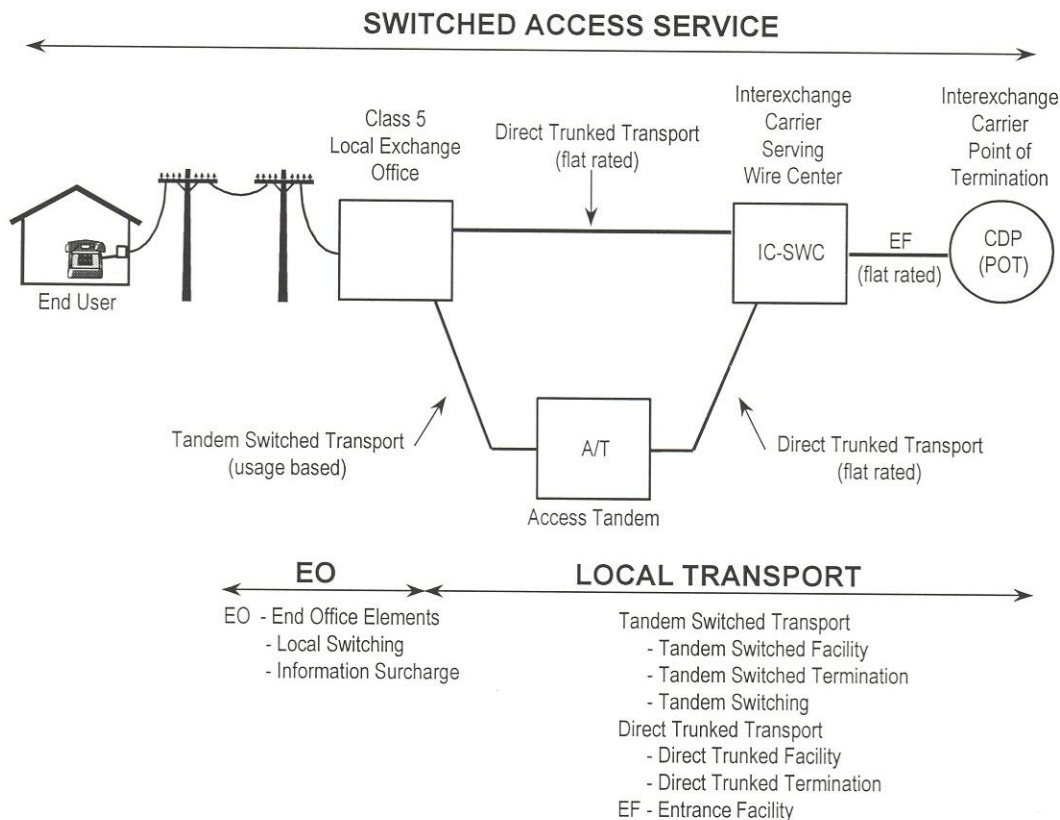 SWITCHED ACCESS SERVICE
Class 5
Local Exchange
Office
Direct Trunked Transport
(flat rated)
Interexchange
Carrier
Serving
Wire Center
Interexchange
Carrier
Point of
Termination
End User
IC-SWC
EF
(flat rated)
CDP
(POT)
Tandem Switched Transport
(usage based)
A/T
Access Tandem
Direct Trunked Transport
(flat rated)
EO
LOCAL TRANSPORT
EO - End Office Elements
- Local Switching
- Information Surcharge
Tandem Switched Transport
- Tandem Switched Facility
- Tandem Switched Termination
- Tandem Switching
Direct Trunked Transport
- Direct Trunked Facility
- Direct Trunked Termination
EF - Entrance Facility